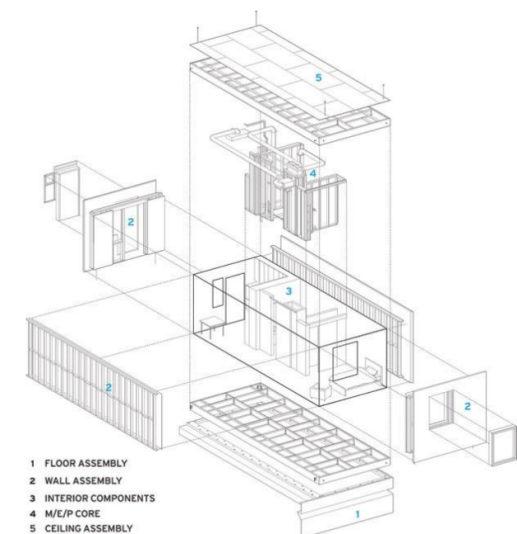 5
4
2
3
2
2
1
1 FLOOR ASSEMBLY
2 WALL ASSEMBLY
3 INTERIOR COMPONENTS
4 M/E/P CORE
5 CEILING ASSEMBLY